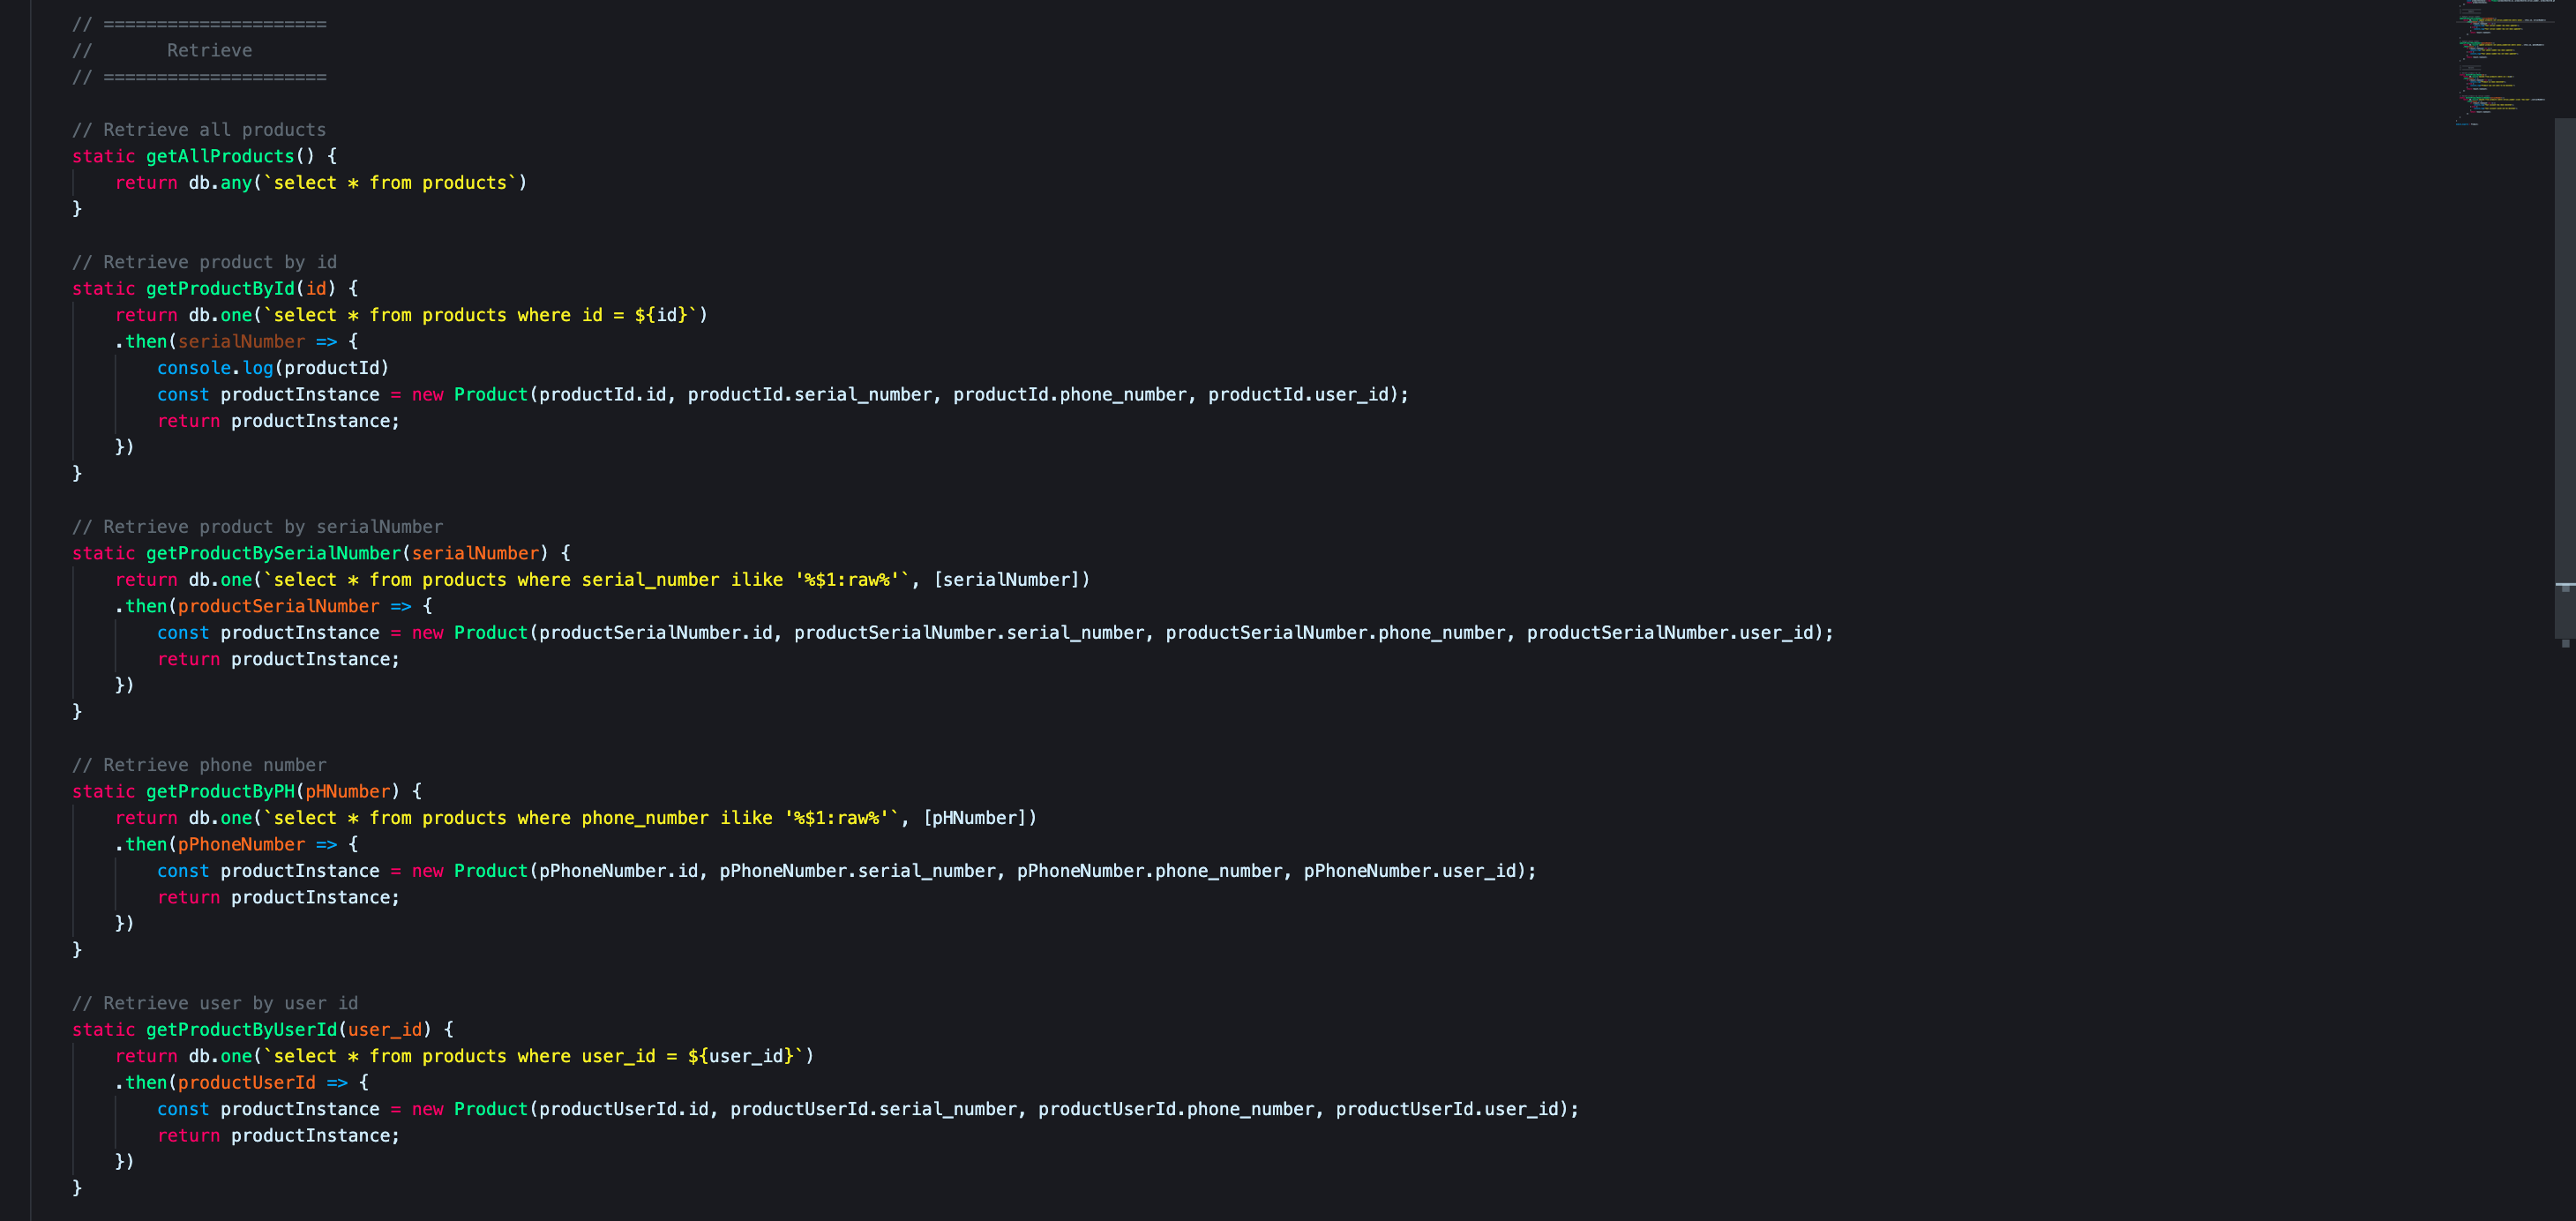 // =====================
//       Retrieve
// =====================
// Retrieve all products
static getAllProducts() {
    return db.any(`select * from products`)
}
// Retrieve product by id
static getProductById(id) {
    return db.one(`select * from products where id = ${id}`)
    .then(serialNumber => {
        console.log(productId)
        const productInstance = new Product(productId.id, productId.serial_number, productId.phone_number, productId.user_id);
        return productInstance;
    })
}
// Retrieve product by serialNumber
static getProductBySerialNumber(serialNumber) {
    return db.one(`select * from products where serial_number ilike '%$1:raw%'`, [serialNumber])
    .then(productSerialNumber => {
        const productInstance = new Product(productSerialNumber.id, productSerialNumber.serial_number, productSerialNumber.phone_number, productSerialNumber.user_id);
        return productInstance;
    })
}
// Retrieve phone number
static getProductByPH(pHNumber) {
    return db.one(`select * from products where phone_number ilike '%$1:raw%'`, [pHNumber])
    .then(pPhoneNumber => {
        const productInstance = new Product(pPhoneNumber.id, pPhoneNumber.serial_number, pPhoneNumber.phone_number, pPhoneNumber.user_id);
        return productInstance;
    })
}
// Retrieve user by user id
static getProductByUserId(user_id) {
    return db.one(`select * from products where user_id = ${user_id}`)
    .then(productUserId => {
        const productInstance = new Product(productUserId.id, productUserId.serial_number, productUserId.phone_number, productUserId.user_id);
        return productInstance;
    })
}